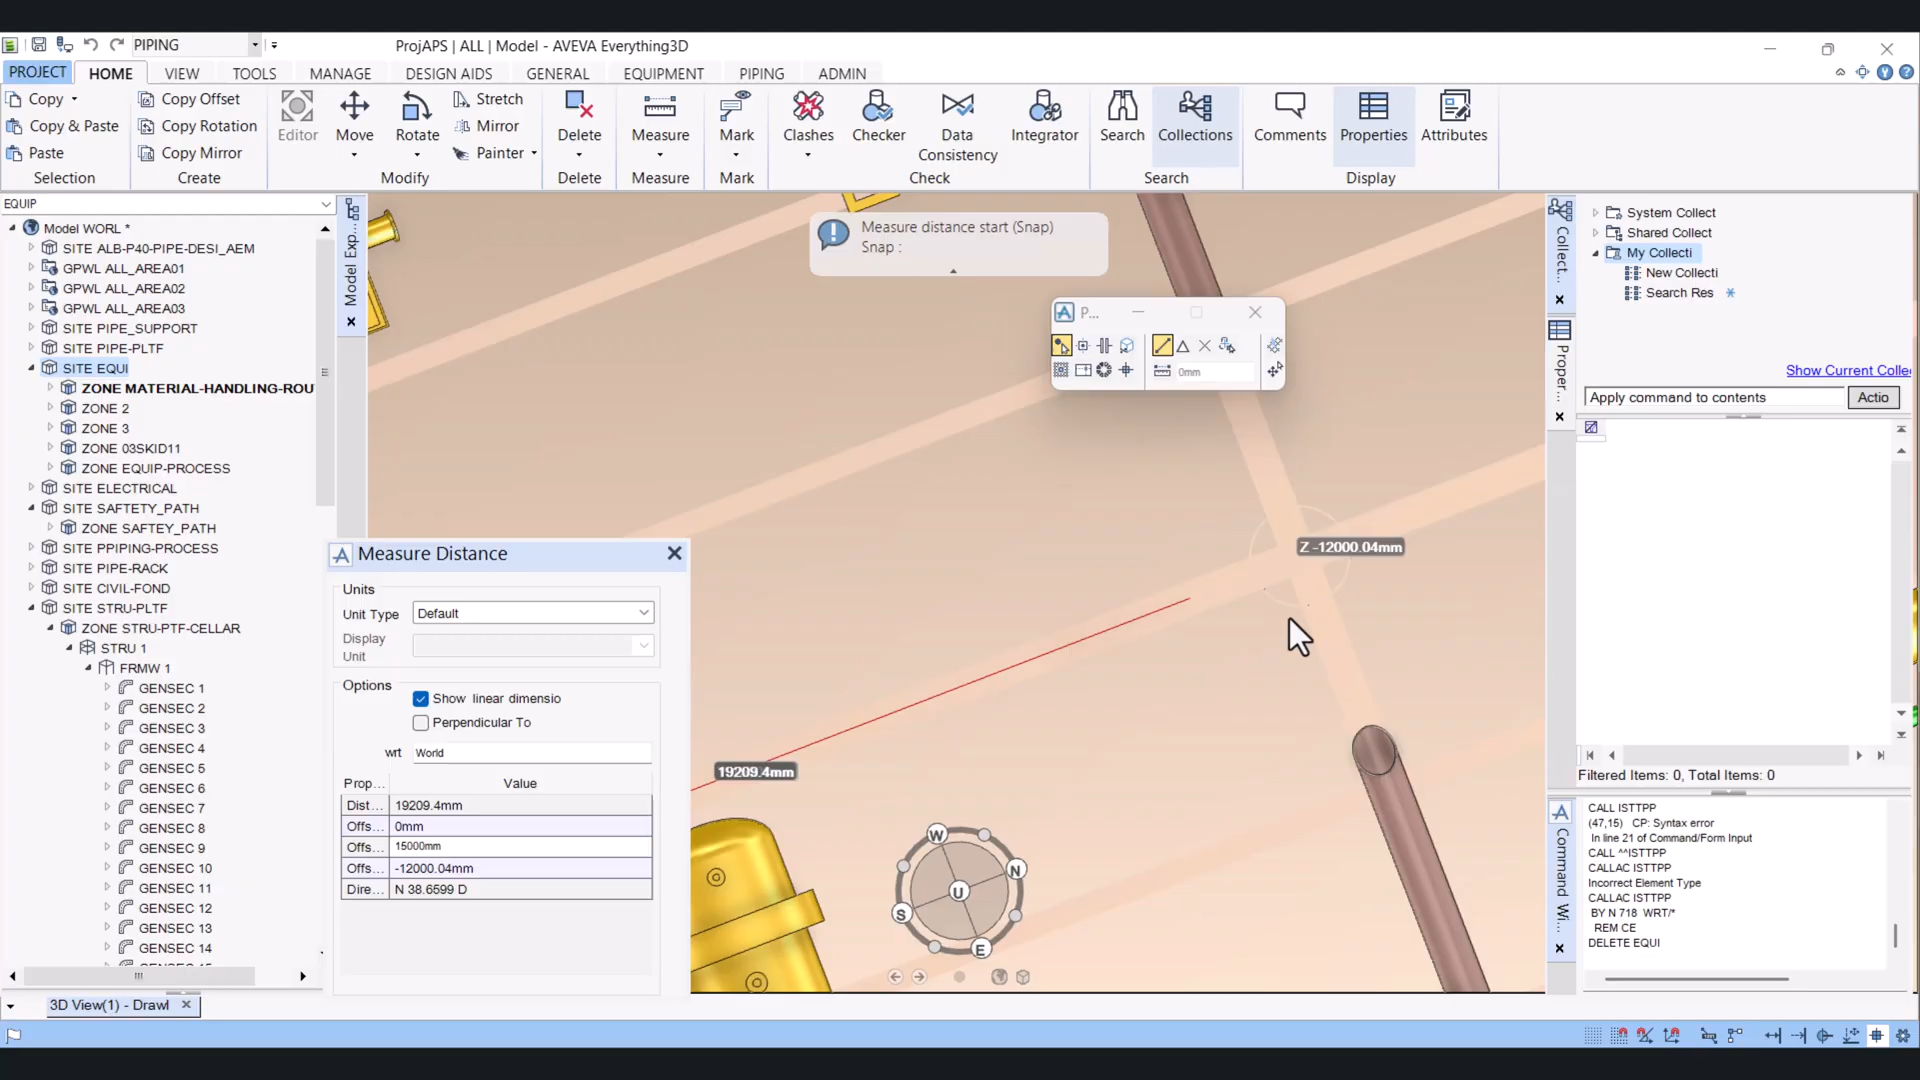 PIPING
ProjAPS | ALL | Model - AVEVA Everything3D
PROJECT HOME VIEW TOOLS MANAGE DESIGN AIDS GENERAL EQUIPMENT PIPING ADMIN
Copy
Copy & Paste
Paste
Selection
Copy Offset
Copy Rotation
Copy Mirror
Create
Editor
Move
Rotate
Stretch
Mirror
Painter
Modify
Delete
Delete
Measure
Measure
Mark
Mark
Clashes
Checker
Data
Consistency
Integrator
Check
Search
Collections
Search
Comments
Properties
Attributes
Display
EQUIP
Model WORL *
SITE ALB-P40-PIPE-DESI_AEM
GPWL ALL_AREA01
GPWL ALL_AREA02
GPWL ALL_AREA03
SITE PIPE_SUPPORT
SITE PIPE-PLTF
SITE EQUI
ZONE MATERIAL-HANDLING-ROU
ZONE 2
ZONE 3
ZONE 03SKID11
ZONE EQUIP-PROCESS
SITE ELECTRICAL
SITE SAFTETY_PATH
ZONE SAFTEY_PATH
SITE PPIPING-PROCESS
SITE PIPE-RACK
SITE CIVIL-FOND
SITE STRU-PLTF
ZONE STRU-PTF-CELLAR
STRU 1
FRMW 1
GENSEC 1
GENSEC 2
GENSEC 3
GENSEC 4
GENSEC 5
GENSEC 6
GENSEC 7
GENSEC 8
GENSEC 9
GENSEC 10
GENSEC 11
GENSEC 12
GENSEC 13
GENSEC 14
Model Exp...
Measure distance start (Snap)
Snap :
P...
0mm
Z -12000.04mm
19209.4mm
W
N
U
S
E
Measure Distance
Units
Unit Type Default
Display
Unit
Options
Show linear dimensio
Perpendicular To
wrt World
Prop... Value
Dist... 19209.4mm
Offs... 0mm
Offs... 15000mm
Offs... -12000.04mm
Dire... N 38.6599 D
Collect...
Proper...
Command Wi...
System Collect
Shared Collect
My Collecti
New Collecti
Search Res
Show Current Colle
Apply command to contents Actio
Filtered Items: 0, Total Items: 0
CALL ISTTPP
(47,15) CP: Syntax error
In line 21 of Command/Form Input
CALL ^^ISTTPP
CALLAC ISTTPP
Incorrect Element Type
CALLAC ISTTPP
BY N 718 WRT/*
REM CE
DELETE EQUI
3D View(1) - Drawl